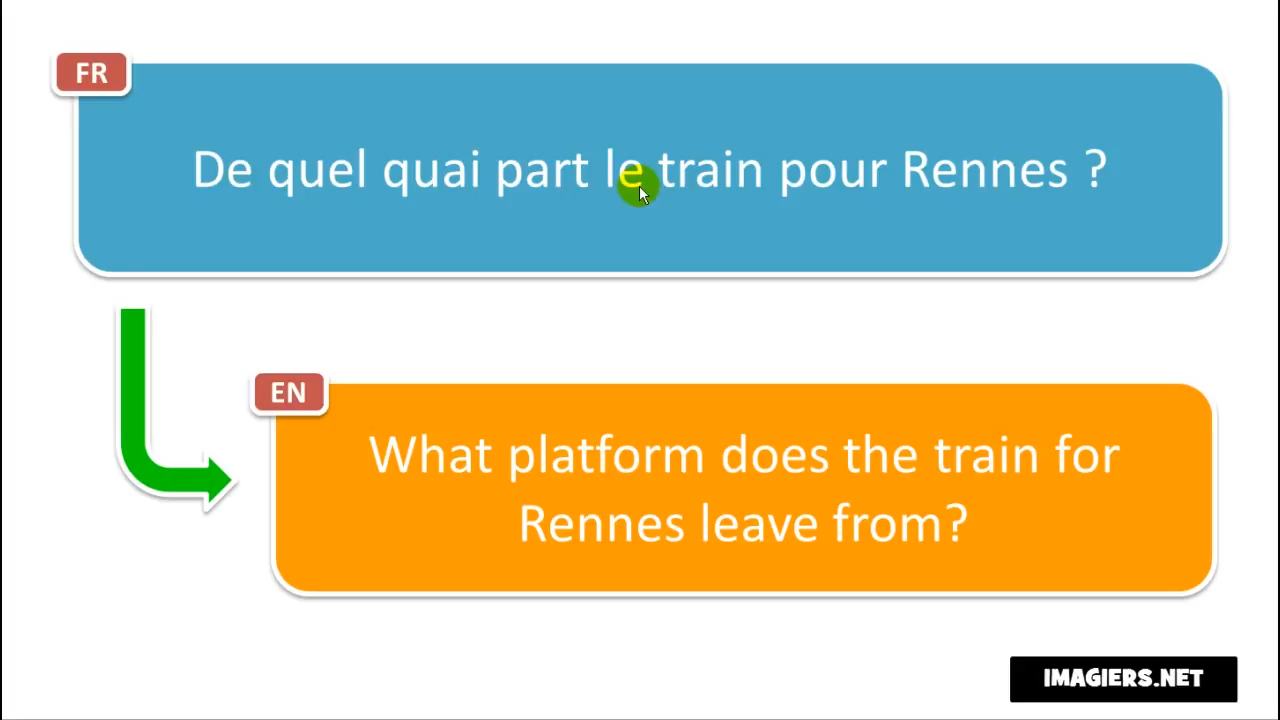 FR
De quel quai part le train pour Rennes ?
EN
What platform does the train for
Rennes leave from?
IMAGIERS.NET